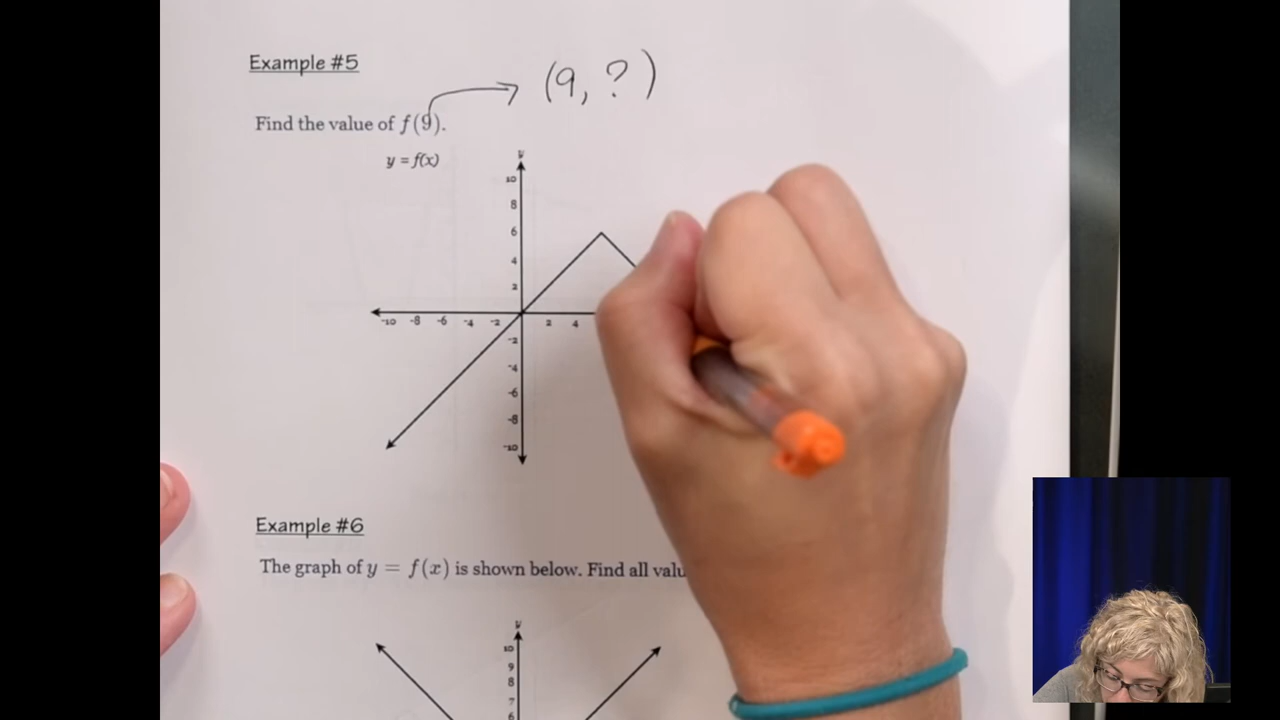 Example #5
(9, ?)
Find the value of f(9).
y = f(x)
y
10
8
6
4
2
-10 -8 -6 -4 -2 2 4
-2
-4
-6
-8
-10
Example #6
The graph of y = f(x) is shown below. Find all
y
10
9
8
7
6